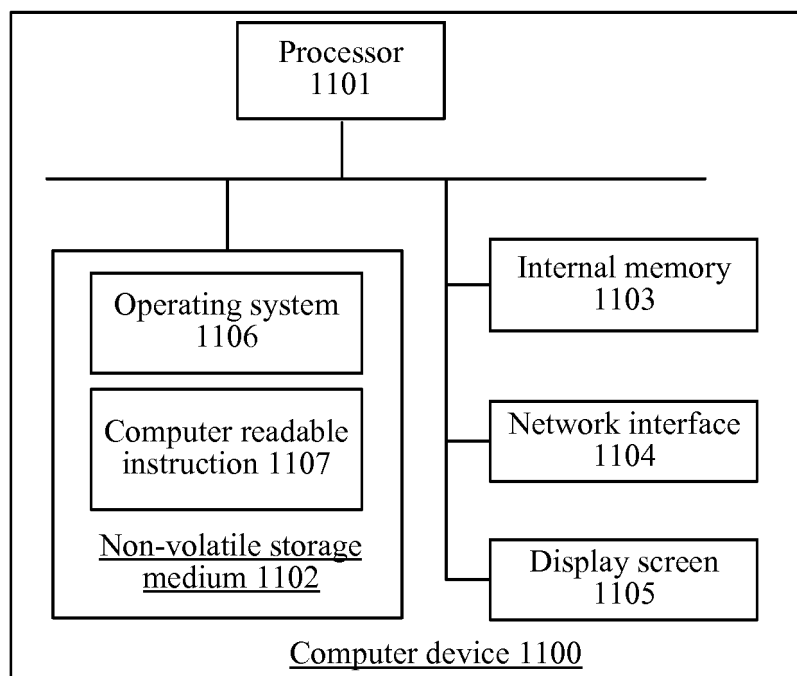 Processor
1101
Operating system
1106
Computer readable
instruction 1107
Non-volatile storage
medium 1102
Internal memory
1103
Network interface
1104
Display screen
1105
Computer device 1100